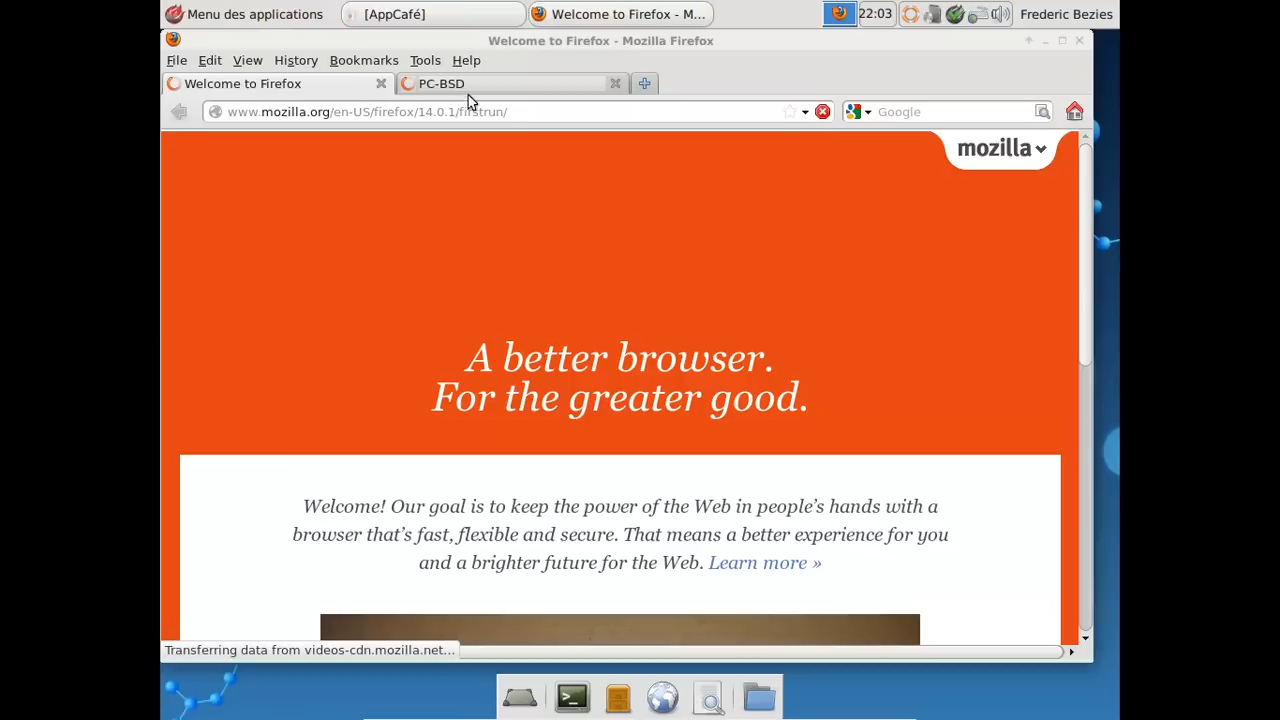 Menu des applications [AppCafé] Welcome to Firefox - M... 22:03 Frederic Bezies
Welcome to Firefox - Mozilla Firefox
File Edit View History Bookmarks Tools Help
Welcome to Firefox PC-BSD
www.mozilla.org/en-US/firefox/14.0.1/firstrun/ Google
mozilla
A better browser.
For the greater good.
Welcome! Our goal is to keep the power of the Web in people’s hands with a
browser that’s fast, flexible and secure. That means a better experience for you
and a brighter future for the Web. Learn more »
Transferring data from videos-cdn.mozilla.net...